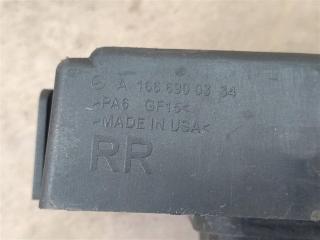 A 166 690 03 34
>PA6 GF15<
>MADE IN USA<
RR